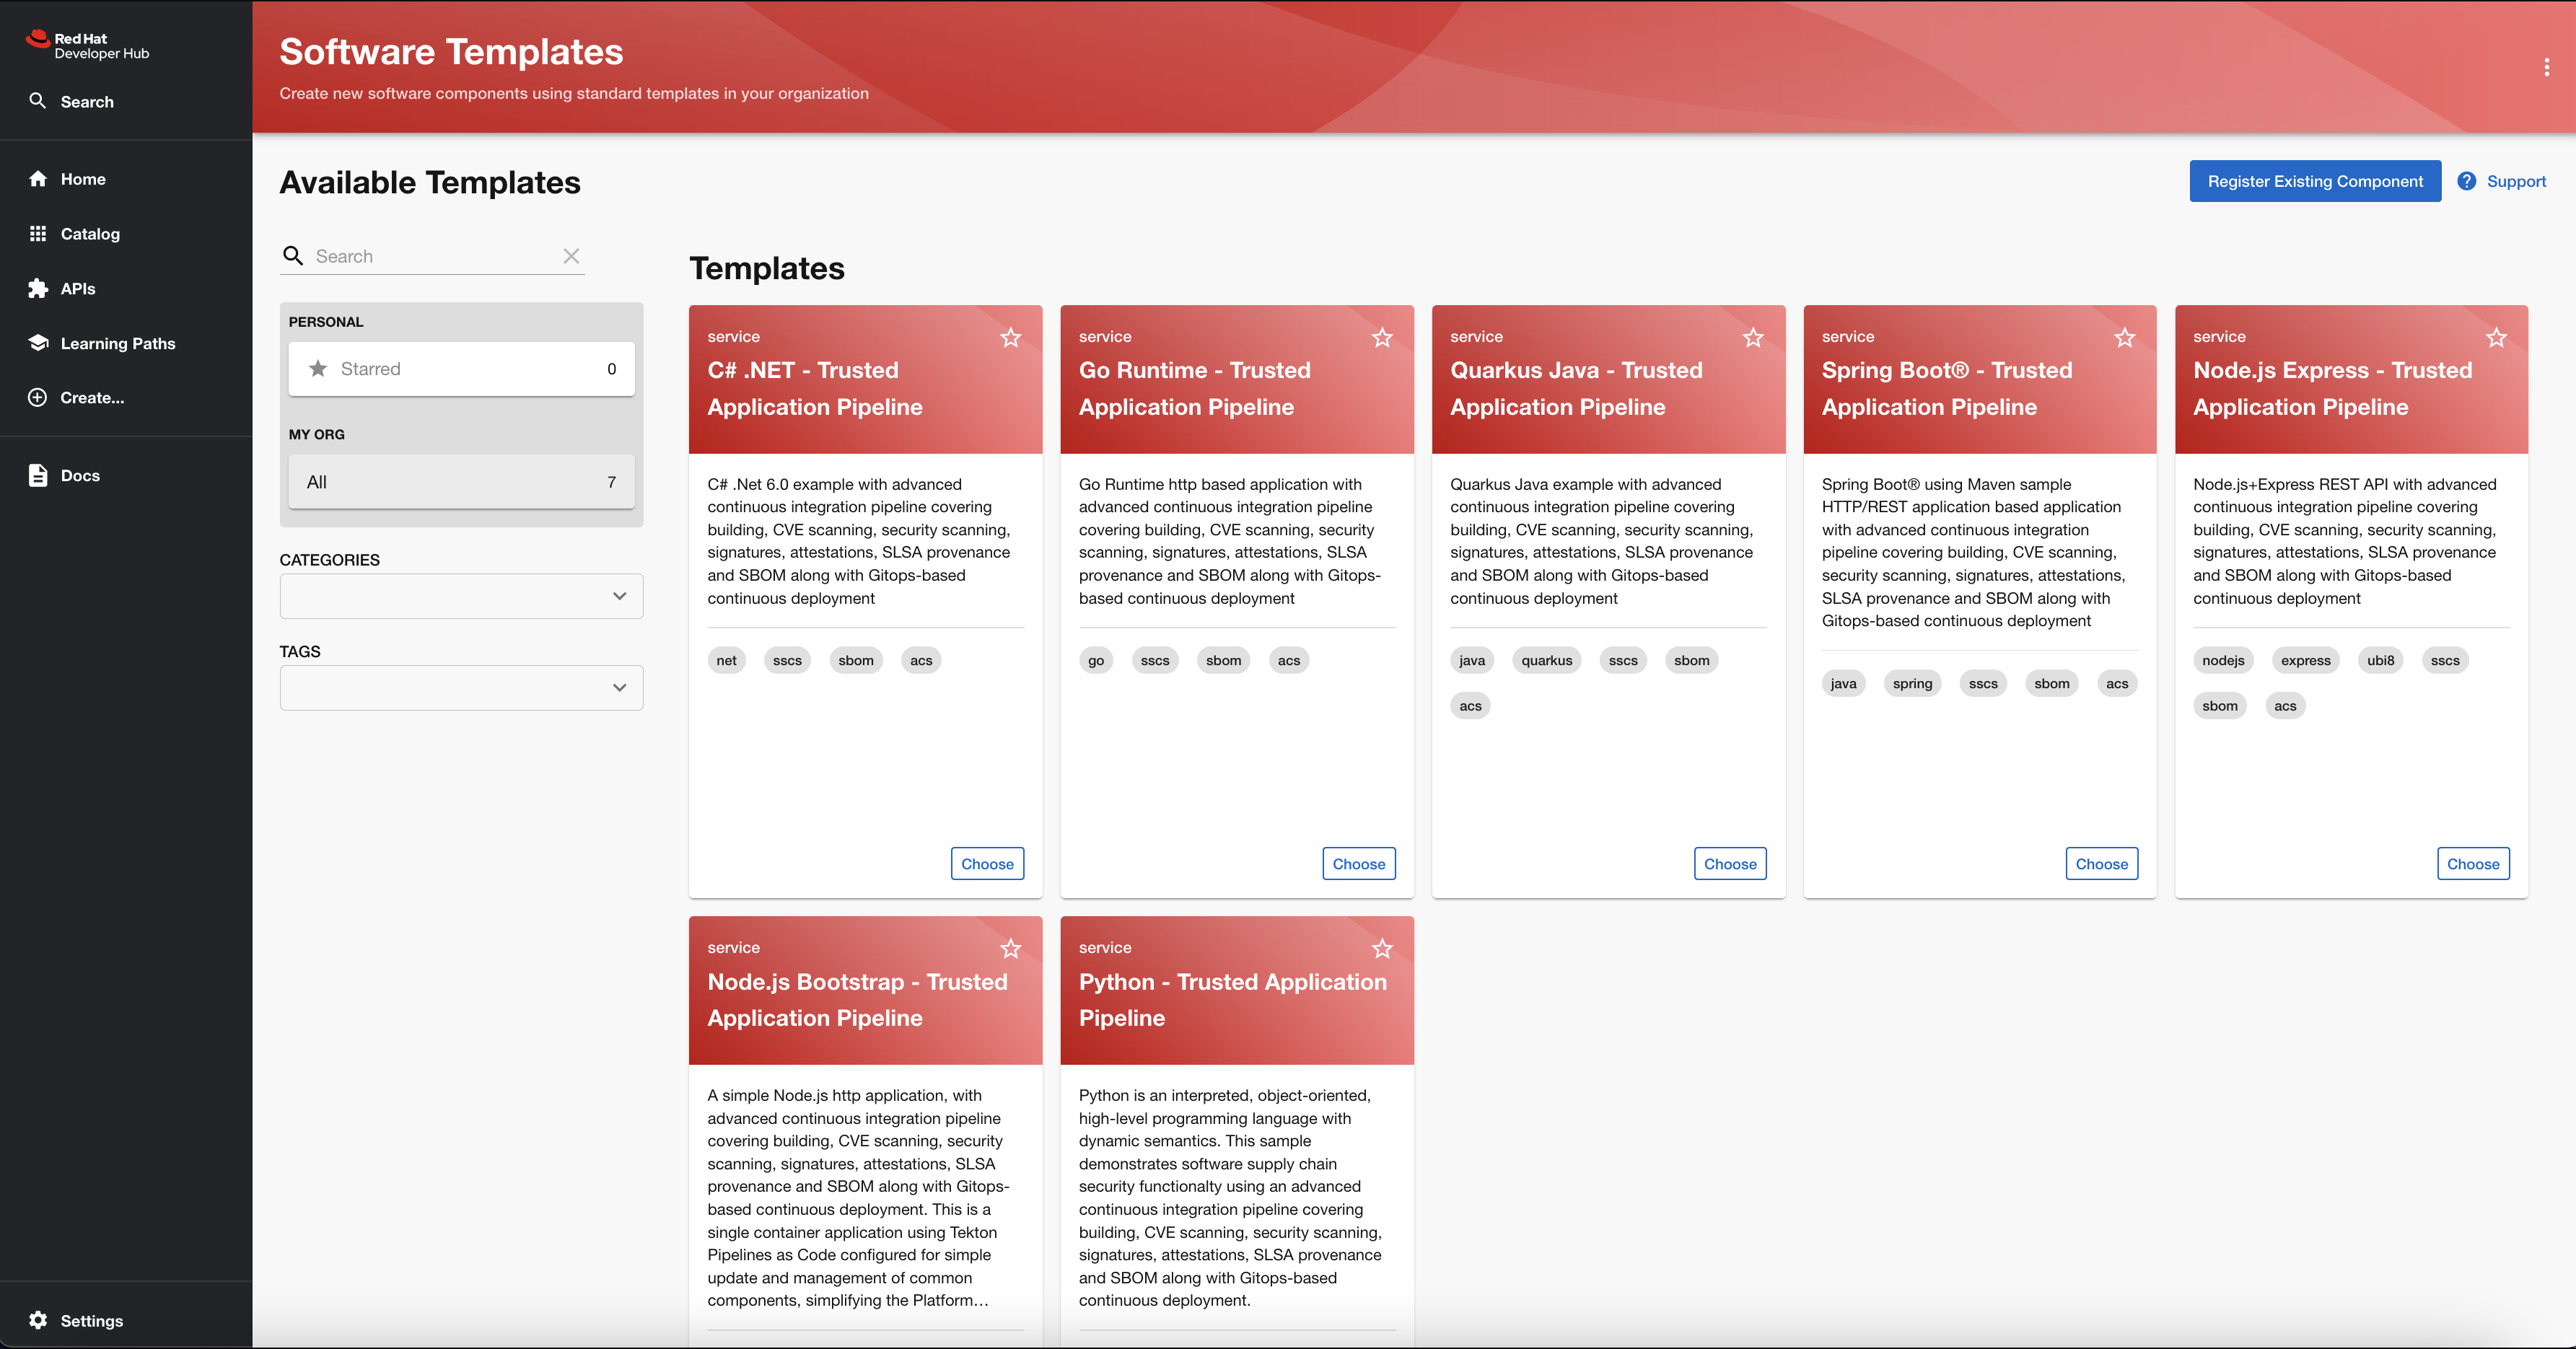 Red Hat
Developer Hub
Search
Home
Catalog
APIs
Learning Paths
Create...
Docs
Settings
Software Templates
Create new software components using standard templates in your organization
Available Templates
Register Existing Component
Support
Search
PERSONAL
Starred 0
MY ORG
All 7
CATEGORIES
TAGS
Templates
service
C# .NET - Trusted
Application Pipeline
C# .Net 6.0 example with advanced
continuous integration pipeline covering
building, CVE scanning, security scanning,
signatures, attestations, SLSA provenance
and SBOM along with Gitops-based
continuous deployment
net sscs sbom acs
Choose
service
Go Runtime - Trusted
Application Pipeline
Go Runtime http based application with
advanced continuous integration pipeline
covering building, CVE scanning, security
scanning, signatures, attestations, SLSA
provenance and SBOM along with Gitops-
based continuous deployment
go sscs sbom acs
Choose
service
Quarkus Java - Trusted
Application Pipeline
Quarkus Java example with advanced
continuous integration pipeline covering
building, CVE scanning, security scanning,
signatures, attestations, SLSA provenance
and SBOM along with Gitops-based
continuous deployment
java quarkus sscs sbom
acs
Choose
service
Spring Boot® - Trusted
Application Pipeline
Spring Boot® using Maven sample
HTTP/REST application based application
with advanced continuous integration
pipeline covering building, CVE scanning,
security scanning, signatures, attestations,
SLSA provenance and SBOM along with
Gitops-based continuous deployment
java spring sscs sbom acs
Choose
service
Node.js Express - Trusted
Application Pipeline
Node.js+Express REST API with advanced
continuous integration pipeline covering
building, CVE scanning, security scanning,
signatures, attestations, SLSA provenance
and SBOM along with Gitops-based
continuous deployment
nodejs express ubi8 sscs
sbom acs
Choose
service
Node.js Bootstrap - Trusted
Application Pipeline
A simple Node.js http application, with
advanced continuous integration pipeline
covering building, CVE scanning, security
scanning, signatures, attestations, SLSA
provenance and SBOM along with Gitops-
based continuous deployment. This is a
single container application using Tekton
Pipelines as Code configured for simple
update and management of common
components, simplifying the Platform…
service
Python - Trusted Application
Pipeline
Python is an interpreted, object-oriented,
high-level programming language with
dynamic semantics. This sample
demonstrates software supply chain
security functionalty using an advanced
continuous integration pipeline covering
building, CVE scanning, security scanning,
signatures, attestations, SLSA provenance
and SBOM along with Gitops-based
continuous deployment.